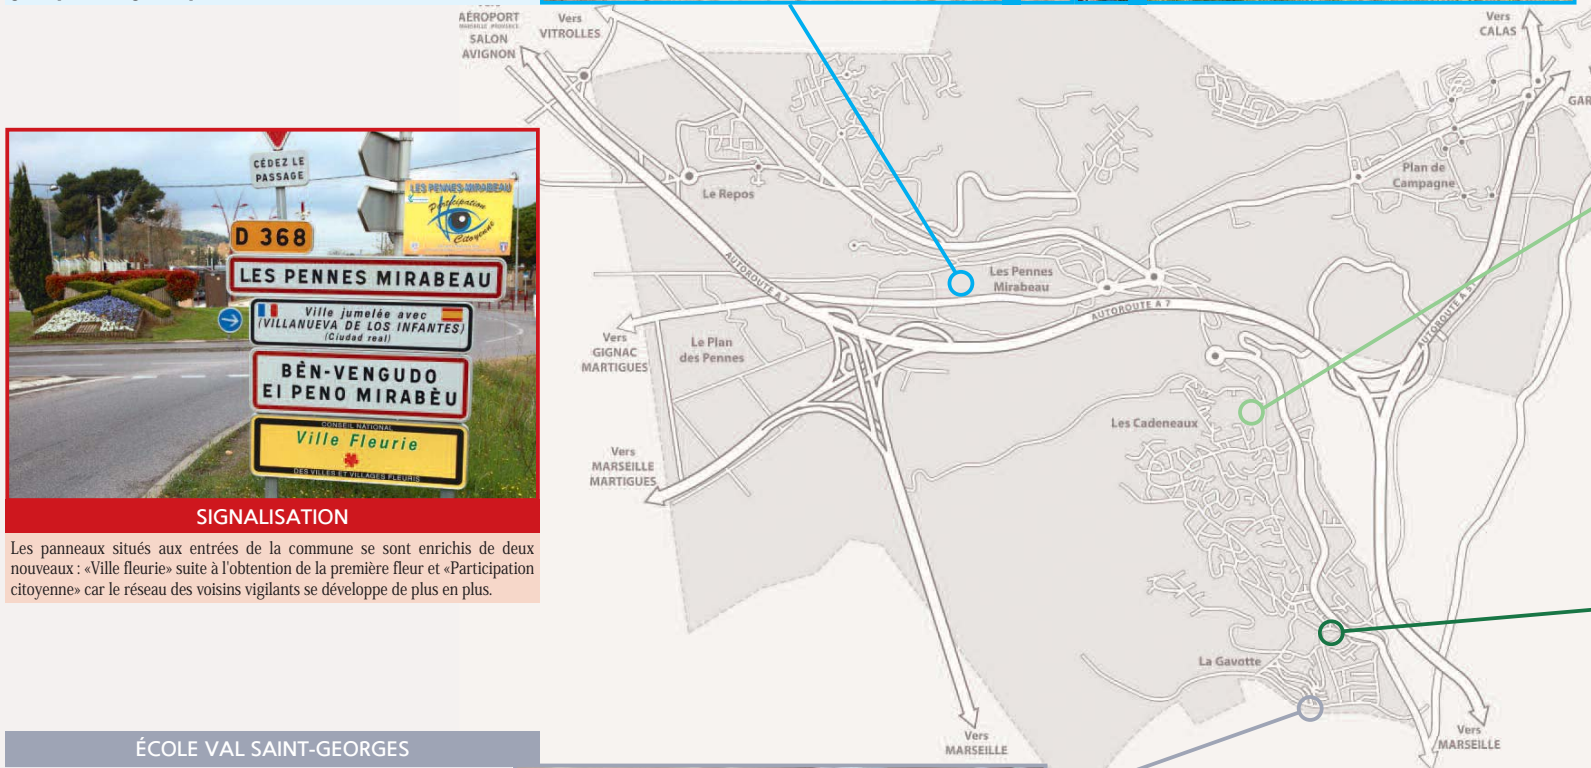 AÉROPORT
MARSEILLE PROVENCE
SALON
AVIGNON
Vers
VITROLLES
Vers
CALAS
CÉDEZ LE
PASSAGE
LES PENNES-MIRABEAU
Participation
Citoyenne
D 368
LES PENNES MIRABEAU
Ville jumelée avec
(VILLANUEVA DE LOS INFANTES)
(Ciudad real)
BÈN-VENGUDO
EI PENO MIRABÈU
CONSEIL NATIONAL
Ville Fleurie
DES VILLES ET VILLAGES FLEURIS
SIGNALISATION
Les panneaux situés aux entrées de la commune se sont enrichis de deux
nouveaux : «Ville fleurie» suite à l'obtention de la première fleur et «Participation
citoyenne» car le réseau des voisins vigilants se développe de plus en plus.
ÉCOLE VAL SAINT-GEORGES
Le Repos
Plan de
Campagne
AUTOROUTE A 7
Les Pennes
Mirabeau
AUTOROUTE A 7
Vers
GIGNAC
MARTIGUES
Le Plan
des Pennes
Les Cadeneaux
Vers
MARSEILLE
MARTIGUES
La Gavotte
Vers
MARSEILLE
Vers
MARSEILLE